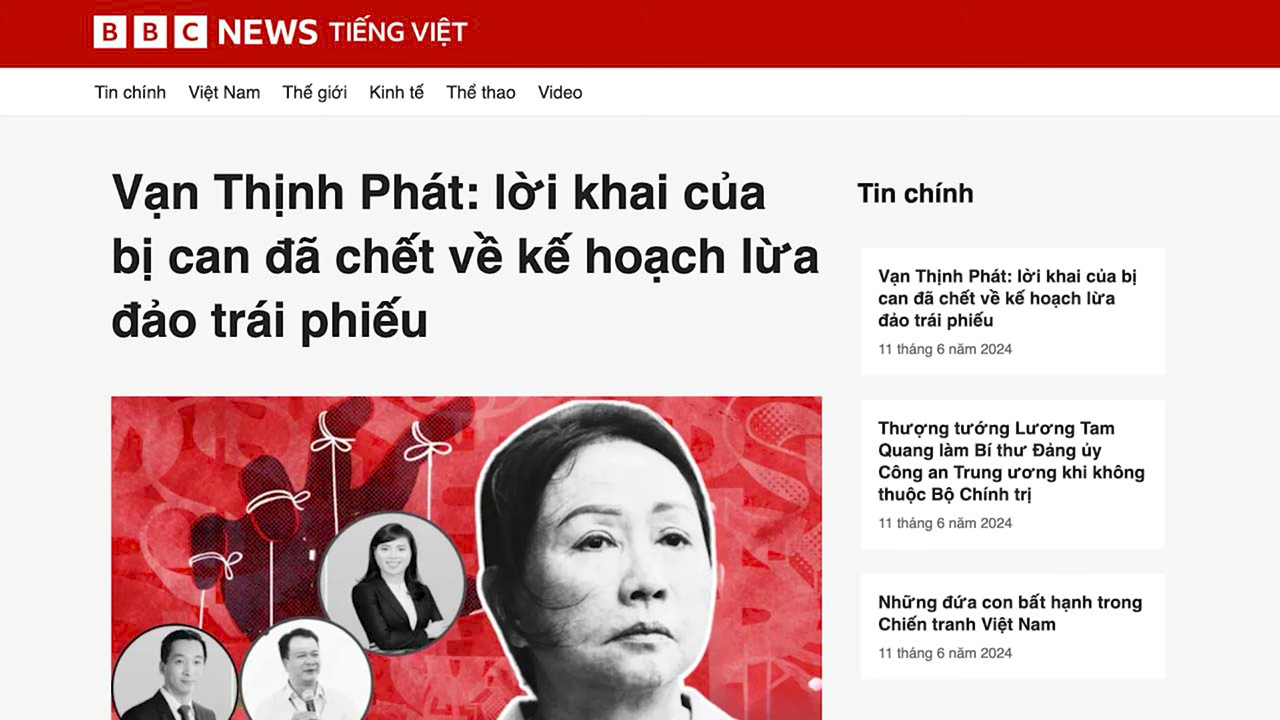 BBC NEWS TIẾNG VIỆT
Tin chính Việt Nam Thế giới Kinh tế Thể thao Video
Vạn Thịnh Phát: lời khai của
bị can đã chết về kế hoạch lừa
đảo trái phiếu
Tin chính
Vạn Thịnh Phát: lời khai của bị
can đã chết về kế hoạch lừa
đảo trái phiếu
11 tháng 6 năm 2024
Thượng tướng Lương Tam
Quang làm Bí thư Đảng ủy
Công an Trung ương khi không
thuộc Bộ Chính trị
11 tháng 6 năm 2024
Những đứa con bất hạnh trong
Chiến tranh Việt Nam
11 tháng 6 năm 2024